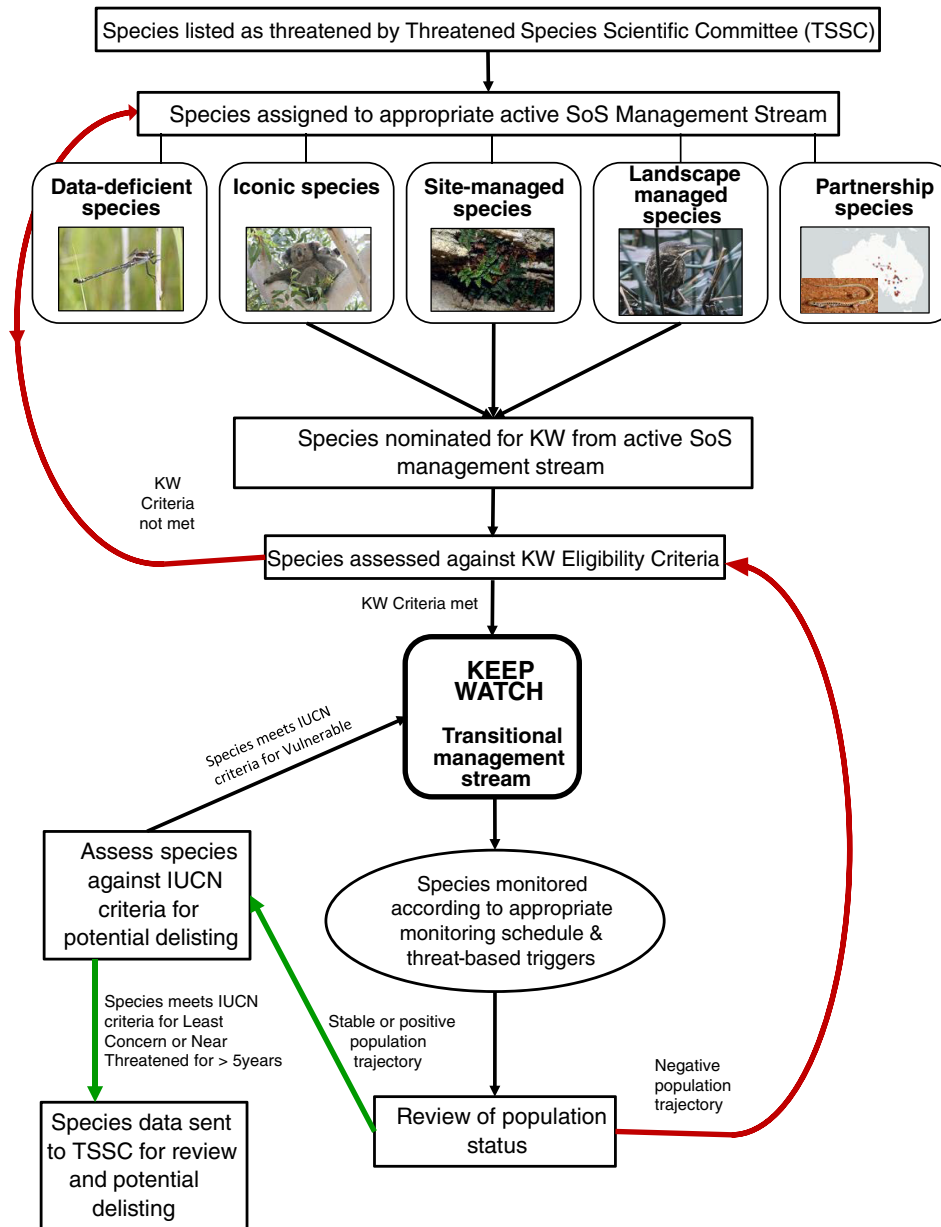 Species listed as threatened by Threatened Species Scientific Committee (TSSC)
Species assigned to appropriate active SoS Management Stream
Data-deficient
species
Iconic species
Site-managed
species
Landscape
managed
species
Partnership
species
Species nominated for KW from active SoS
management stream
KW
Criteria
not met
Species assessed against KW Eligibility Criteria
KW Criteria met
KEEP
WATCH
Transitional
management
stream
Species meets IUCN
criteria for Vulnerable
Assess species
against IUCN
criteria for
potential delisting
Species monitored
according to appropriate
monitoring schedule &
threat-based triggers
Species meets IUCN
criteria for Least
Concern or Near
Threatened for > 5years
Stable or positive
population
trajectory
Negative
population
trajectory
Review of population
status
Species data sent
to TSSC for review
and potential
delisting